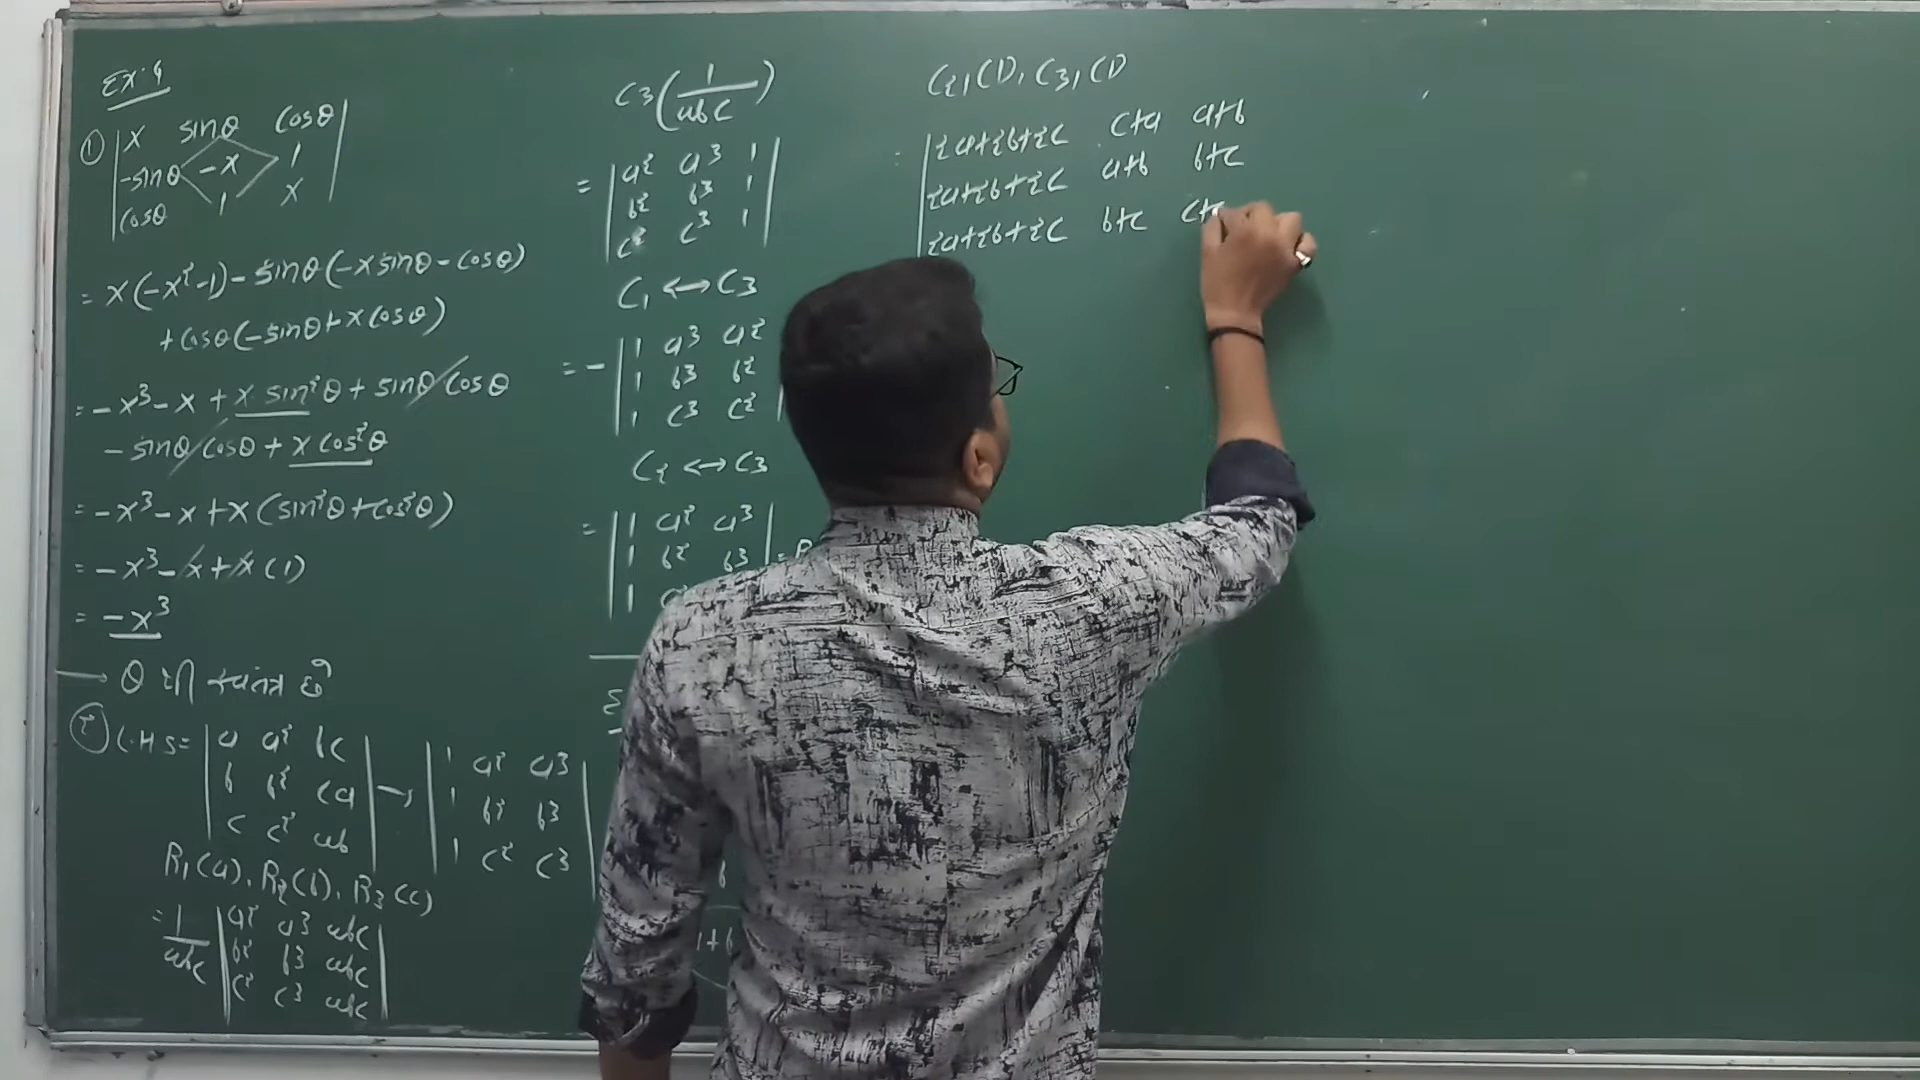 Ex:4
① | x sinθ cosθ |
| -sinθ -x 1 |
| cosθ 1 x |
= x(-x²-1) - sinθ(-x sinθ - cosθ)
+ cosθ(-sinθ + x cosθ)
= -x³ - x + x sin²θ + sinθ cosθ
- sinθ cosθ + x cos²θ
= -x³ - x + x(sin²θ + cos²θ)
= -x³ - x + x(1)
= -x³
→ θ થી સ્વતંત્ર છે
② L.H.S = | a a² bc | → | 1 a² a³ |
| b b² ca | | 1 b² b³ |
| c c² ab | | 1 c² c³ |
R₁(a), R₂(b), R₃(c)
= 1/abc | a² a³ abc |
| b² b³ abc |
| c² c³ abc |
C₃(1/abc)
= | a² a³ 1 |
| b² b³ 1 |
| c² c³ 1 |
C₁ ↔ C₃
= - | 1 a³ a² |
| 1 b³ b² |
| 1 c³ c² |
C₂ ↔ C₃
= | 1 a² a³ |
| 1 b² b³ | =
| 1
C₂₁(1), C₃₁(1)
= | 2a+2b+2c c+a a+b
| 2a+2b+2c a+b b+c
| 2a+2b+2c b+c